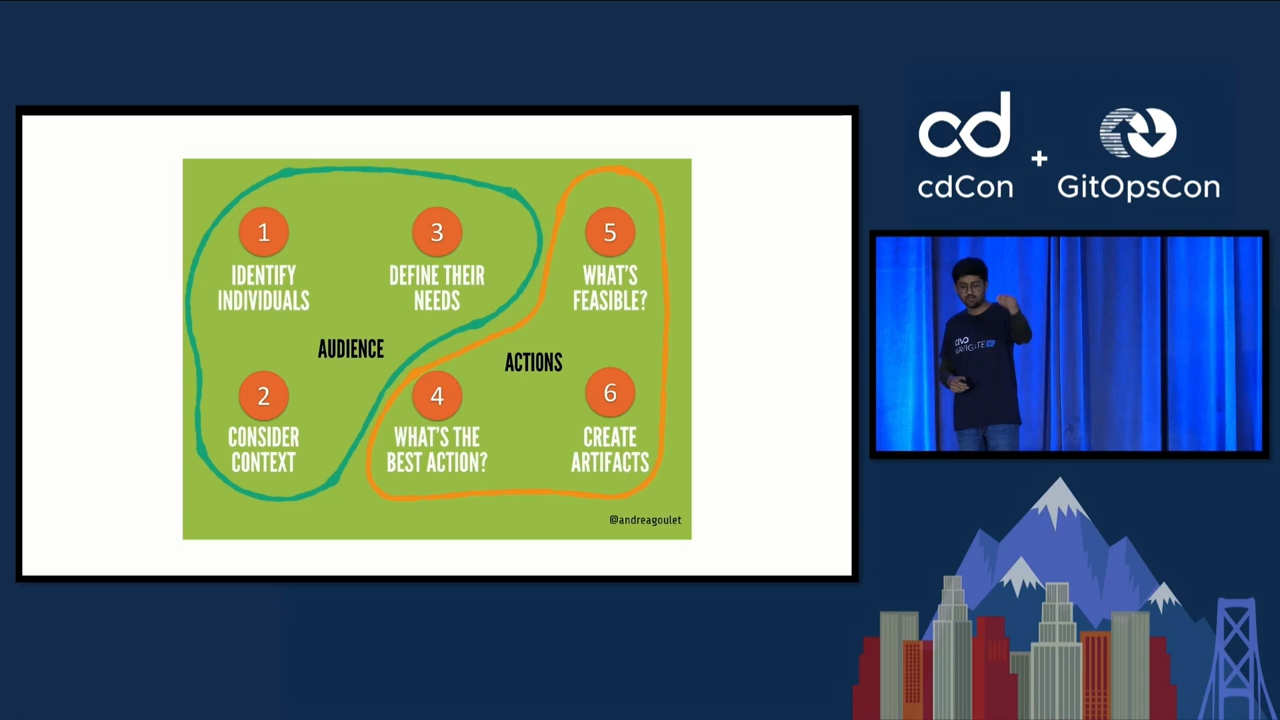 1
IDENTIFY
INDIVIDUALS
3
DEFINE THEIR
NEEDS
5
WHAT'S
FEASIBLE?
AUDIENCE
ACTIONS
2
CONSIDER
CONTEXT
4
WHAT'S THE
BEST ACTION?
6
CREATE
ARTIFACTS
@andreagoulet
cd
cdCon
+
GitOpsCon
NAVIGATE